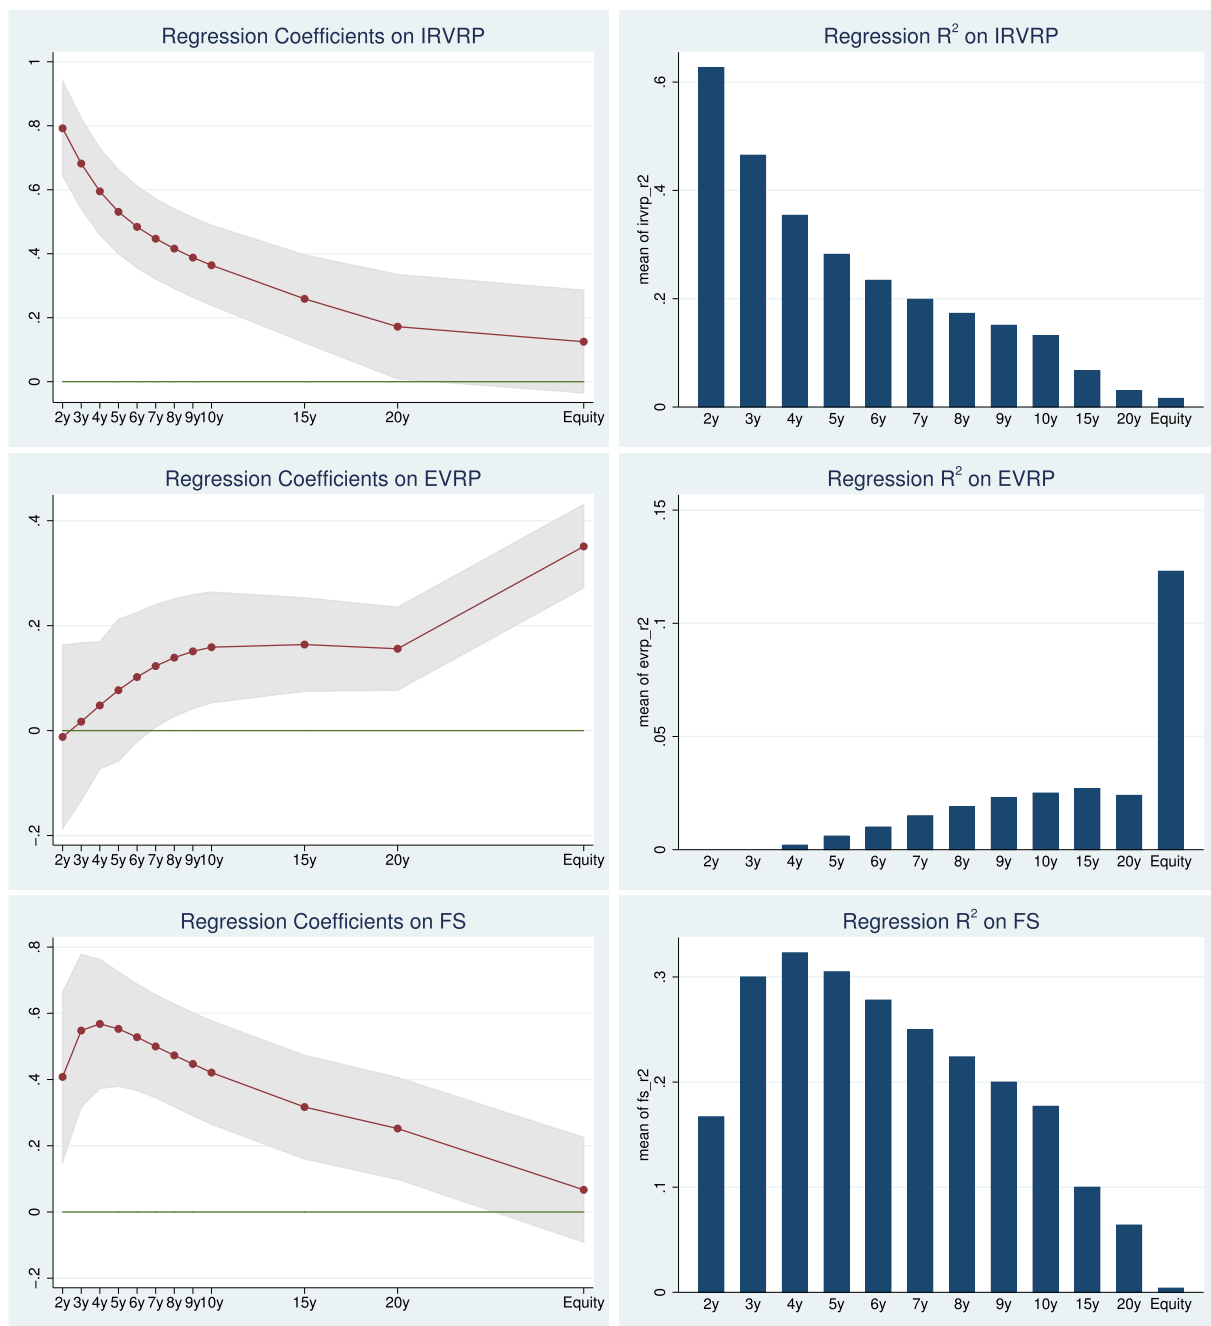 Regression Coefficients on IRVRP
1
.8
.6
.4
.2
0
2y 3y 4y 5y 6y 7y 8y 9y 10y 15y 20y Equity
Regression R² on IRVRP
mean of irvrp_r2
.6
.4
.2
0
2y 3y 4y 5y 6y 7y 8y 9y 10y 15y 20y Equity
Regression Coefficients on EVRP
.4
.2
0
-.2
2y 3y 4y 5y 6y 7y 8y 9y 10y 15y 20y Equity
Regression R² on EVRP
mean of evrp_r2
.15
.1
.05
0
2y 3y 4y 5y 6y 7y 8y 9y 10y 15y 20y Equity
Regression Coefficients on FS
.8
.6
.4
.2
0
-.2
2y 3y 4y 5y 6y 7y 8y 9y 10y 15y 20y Equity
Regression R² on FS
mean of fs_r2
.3
.2
.1
0
2y 3y 4y 5y 6y 7y 8y 9y 10y 15y 20y Equity